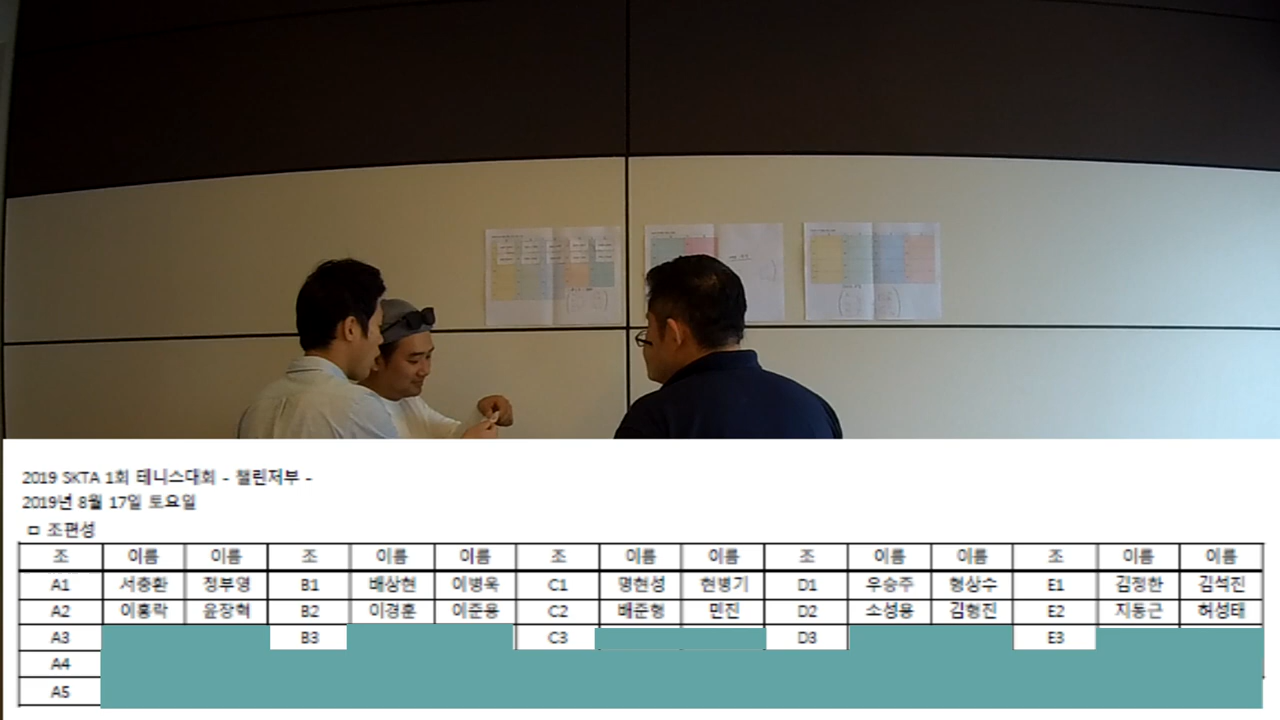 2019 SKTA 1회 테니스대회 - 챌린저부 -
2019년 8월 17일 토요일
ㅁ 조편성
조 이름 이름 조 이름 이름 조 이름 이름 조 이름 이름 조 이름 이름
A1 서충환 정부영 B1 배상현 이병욱 C1 명현성 현병기 D1 우승주 형상수 E1 김정한 김석진
A2 이홍락 윤장혁 B2 이경훈 이준용 C2 배준형 민진 D2 소성용 김형진 E2 지동근 허성태
A3 B3 C3 D3 E3
A4
A5